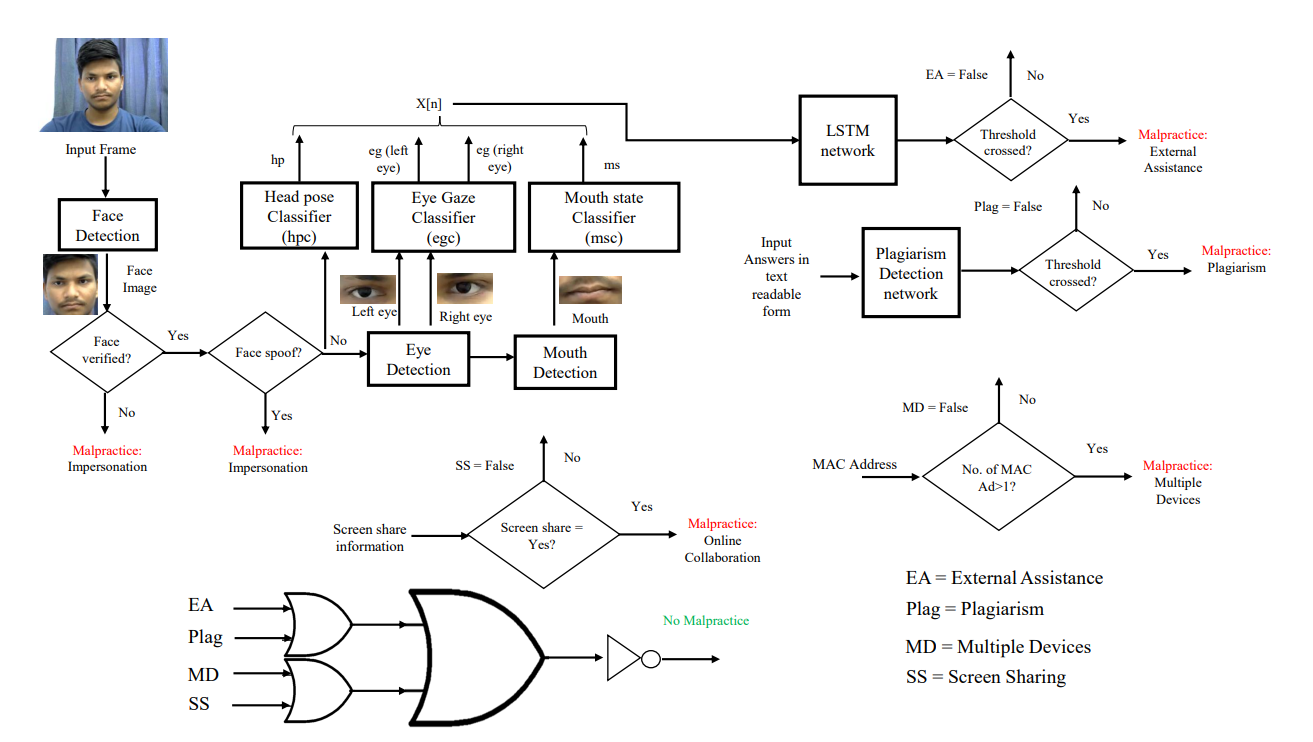 Input Frame
Face
Detection
Face
Image
Face
verified?
Yes
No
Malpractice:
Impersonation
Face spoof?
No
Yes
Malpractice:
Impersonation
X[n]
hp
eg (left
eye)
eg (right
eye)
ms
Head pose
Classifier
(hpc)
Eye Gaze
Classifier
(egc)
Mouth state
Classifier
(msc)
Left eye
Right eye
Mouth
Eye
Detection
Mouth
Detection
LSTM
network
EA = False
No
Threshold
crossed?
Yes
Malpractice:
External
Assistance
Input
Answers in
text
readable
form
Plagiarism
Detection
network
Plag = False
No
Threshold
crossed?
Yes
Malpractice:
Plagiarism
MAC Address
MD = False
No
No. of MAC
Ad>1?
Yes
Malpractice:
Multiple
Devices
Screen share
information
SS = False
No
Screen share =
Yes?
Yes
Malpractice:
Online
Collaboration
EA
Plag
MD
SS
No Malpractice
EA = External Assistance
Plag = Plagiarism
MD = Multiple Devices
SS = Screen Sharing